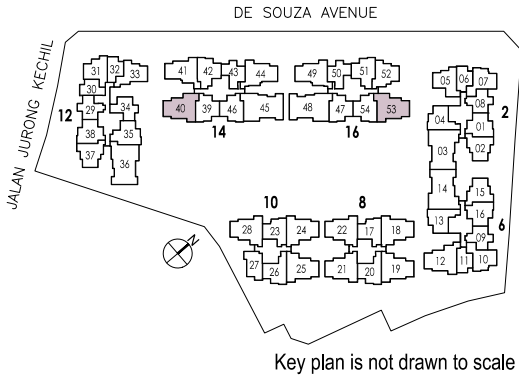 DE SOUZA AVENUE
JALAN JURONG KECHIL
31 32 33
30
29 34
12
38 35
37 36
41 42 43 44
40 39 46 45
14
49 50 51 52
48 47 54 53
16
05 06 07
08
04 01
2
02
03
14 15
13 16
6
09
12 11 10
10
28 23 24
27 26 25
8
22 17 18
21 20 19
N
Key plan is not drawn to scale